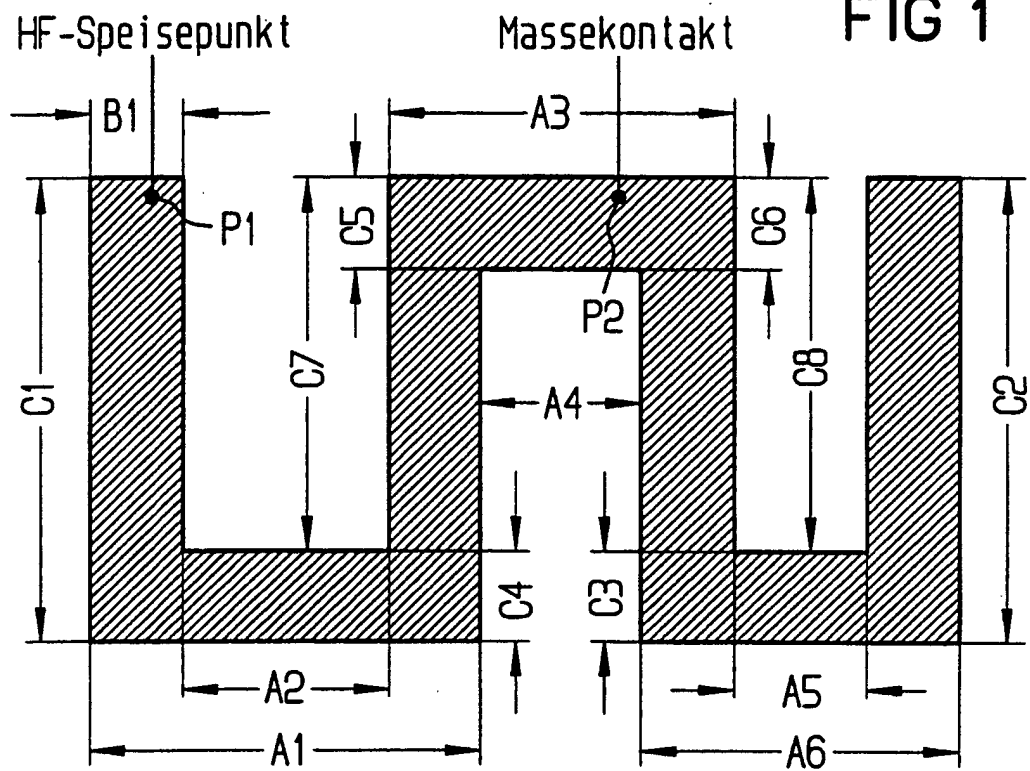 FIG 1
HF-Speisepunkt
Massekontakt
B1
A3
P1
C5
C6
P2
C1
C7
A4
C8
C2
C4
C3
A2
A5
A1
A6